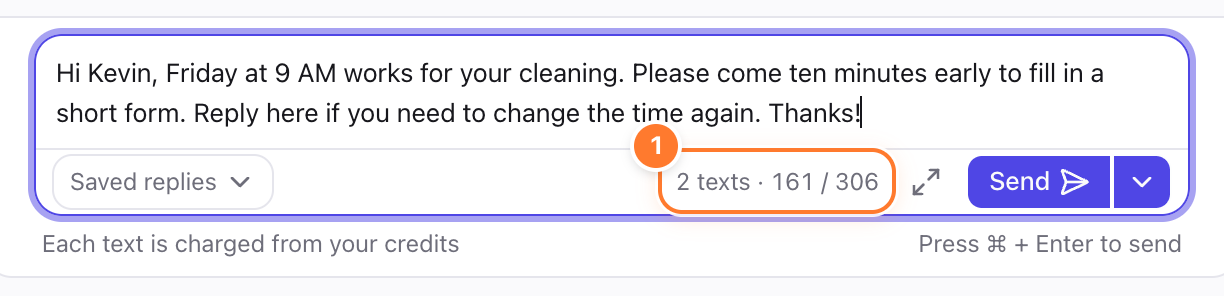 Hi Kevin, Friday at 9 AM works for your cleaning. Please come ten minutes early to fill in a
short form. Reply here if you need to change the time again. Thanks!
1
Saved replies
2 texts · 161 / 306
Send
Each text is charged from your credits
Press ⌘ + Enter to send